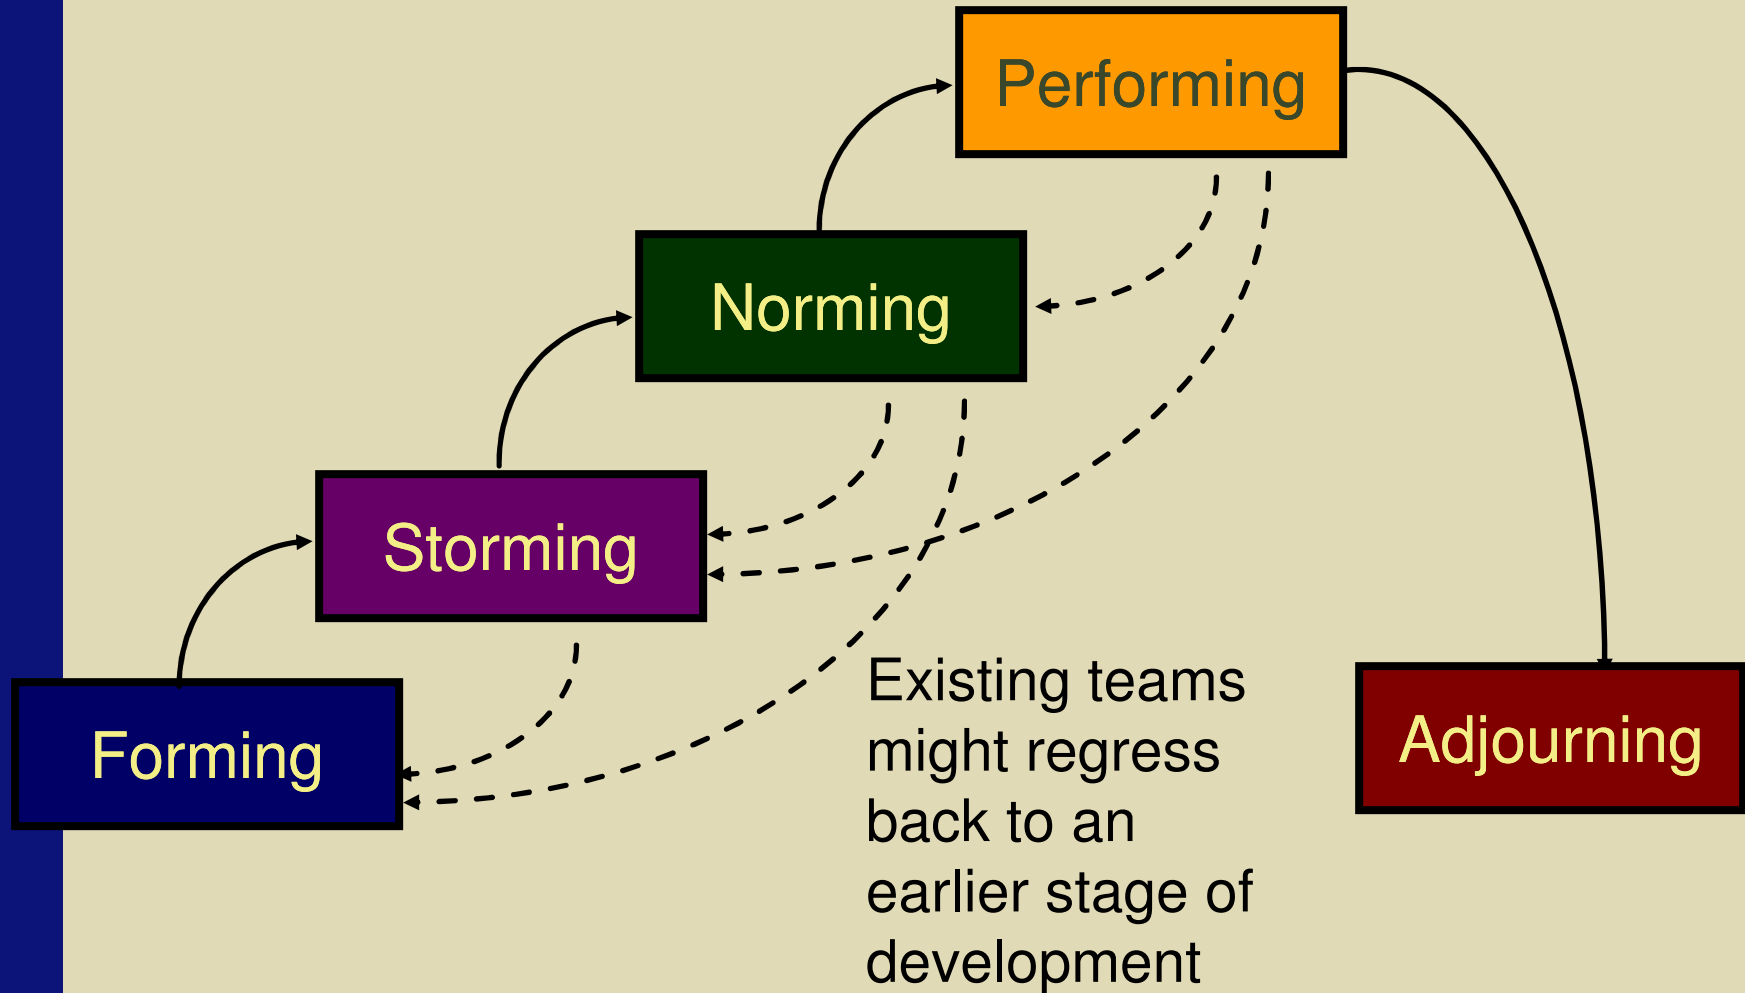 Performing
Norming
Storming
Forming
Adjourning
Existing teams
might regress
back to an
earlier stage of
development